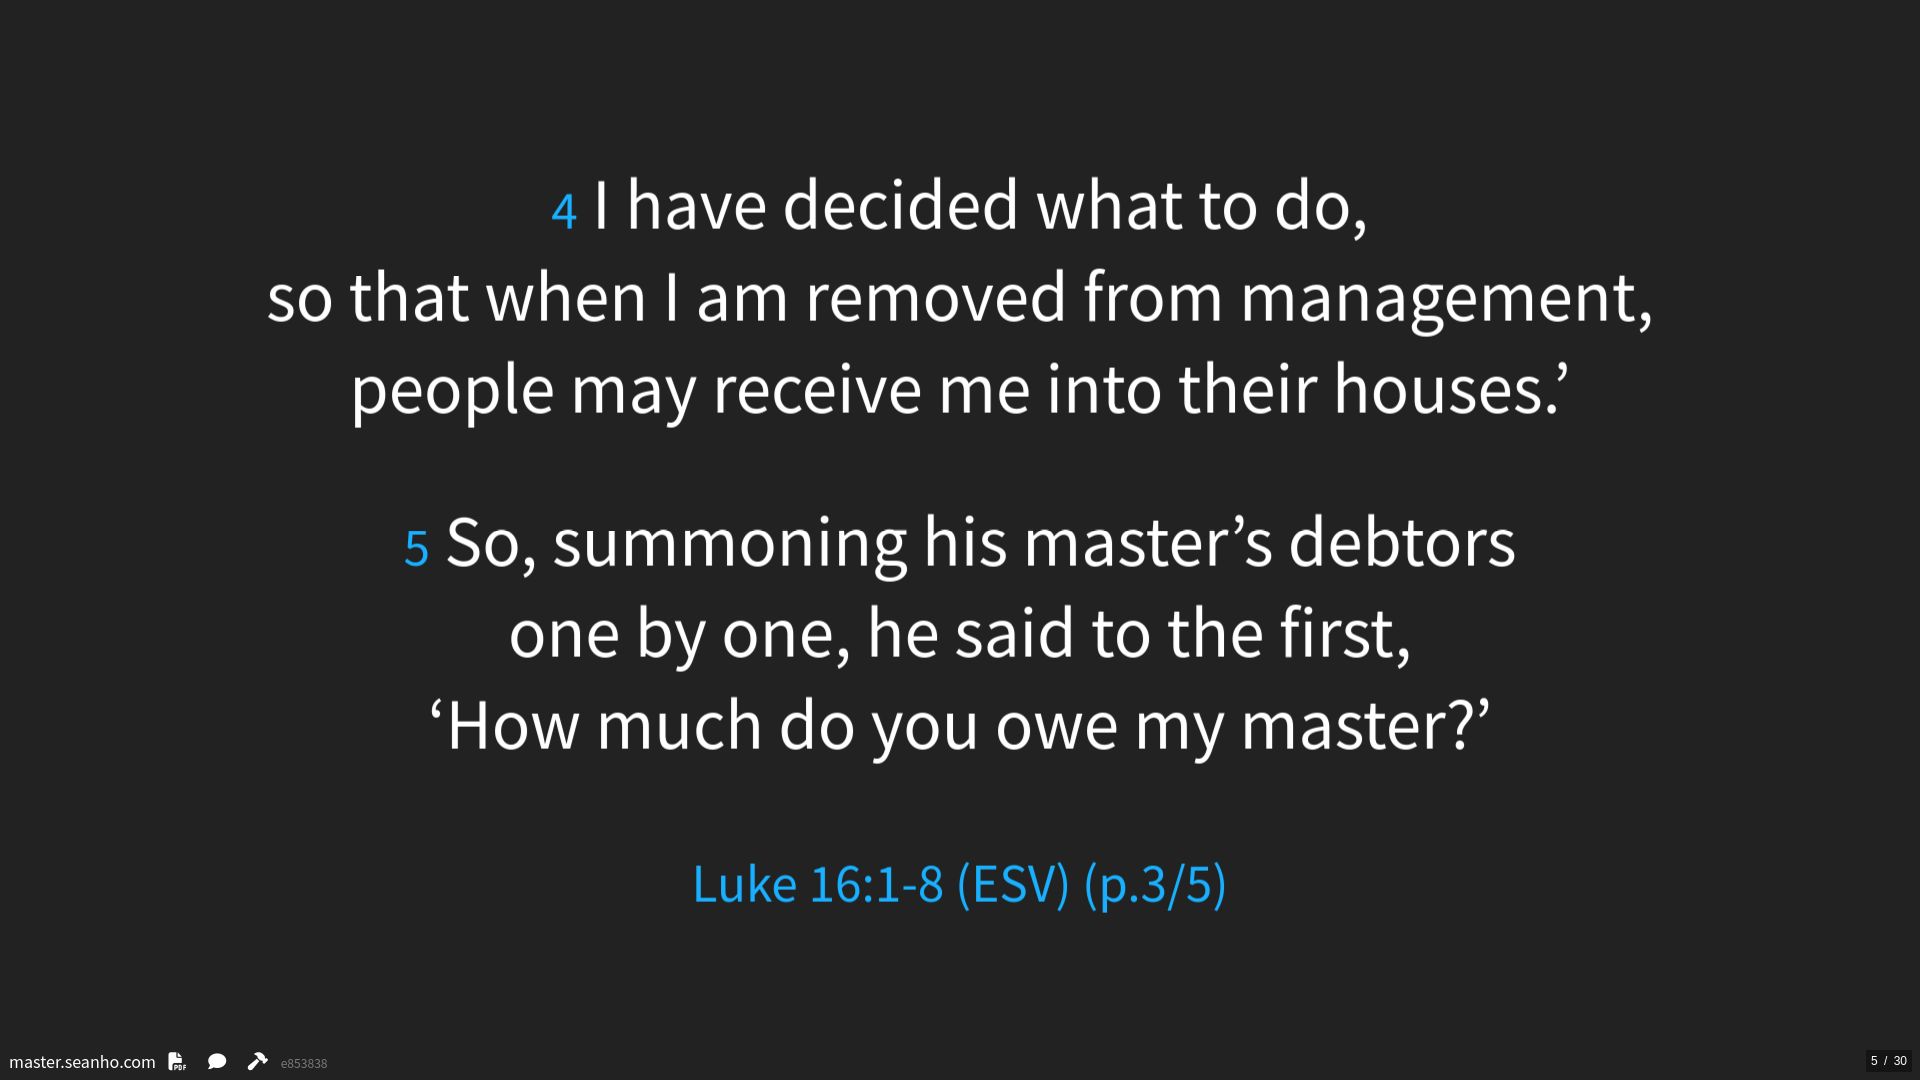 4 I have decided what to do,
so that when I am removed from management,
people may receive me into their houses.’
5 So, summoning his master’s debtors
one by one, he said to the first,
‘How much do you owe my master?’
Luke 16:1-8 (ESV) (p.3/5)
master.seanho.com PDF e853838
5 / 30